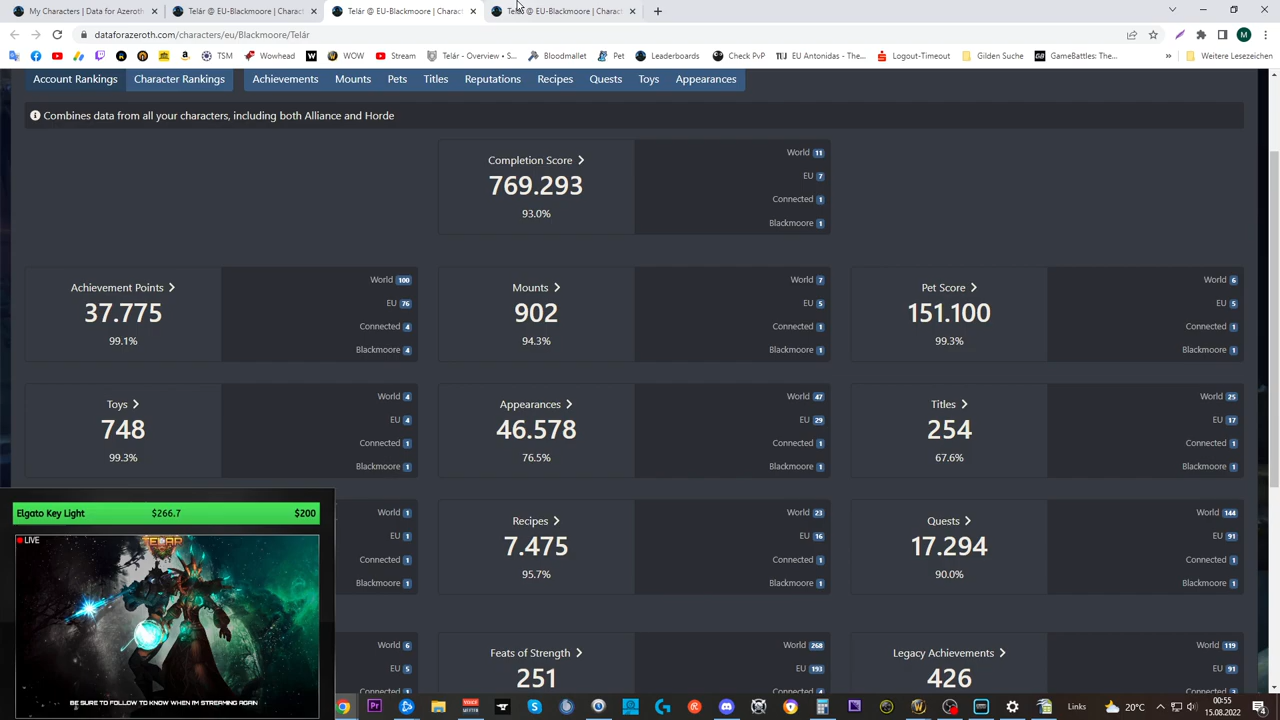 My Characters | Data for Azeroth
Telár @ EU-Blackmoore | Charact
Telár @ EU-Blackmoore | Charact
Telár @ EU-Blackmoore | Charact
dataforazeroth.com/characters/eu/Blackmoore/Telár
TSM
Wowhead
WOW
Stream
Telár - Overview - S...
Bloodmallet
Pet
Leaderboards
Check PvP
EU Antonidas - The...
Logout-Timeout
Gilden Suche
GameBattles: The...
Weitere Lesezeichen
Account Rankings
Character Rankings
Achievements
Mounts
Pets
Titles
Reputations
Recipes
Quests
Toys
Appearances
Combines data from all your characters, including both Alliance and Horde
Completion Score
769.293
93.0%
World 11
EU 7
Connected 1
Blackmoore 1
Achievement Points
37.775
99.1%
World 100
EU 76
Connected 4
Blackmoore 4
Mounts
902
94.3%
World 7
EU 5
Connected 1
Blackmoore 1
Pet Score
151.100
99.3%
World 6
EU 5
Connected 1
Blackmoore 1
Toys
748
99.3%
World 4
EU 4
Connected 1
Blackmoore 1
Appearances
46.578
76.5%
World 47
EU 29
Connected 1
Blackmoore 1
Titles
254
67.6%
World 25
EU 17
Connected 1
Blackmoore 1
World 1
EU 1
Connected 1
Blackmoore 1
Recipes
7.475
95.7%
World 23
EU 16
Connected 1
Blackmoore 1
Quests
17.294
90.0%
World 144
EU 91
Connected 1
Blackmoore 1
World 6
EU 5
Connected 1
Feats of Strength
251
World 268
EU 193
Connected 4
Legacy Achievements
426
World 119
EU 91
Connected
Elgato Key Light $266.7 $200
LIVE
TELAR
BE SURE TO FOLLOW TO KNOW WHEN I'M STREAMING AGAIN
Links
20°C
00:55
15.08.2022